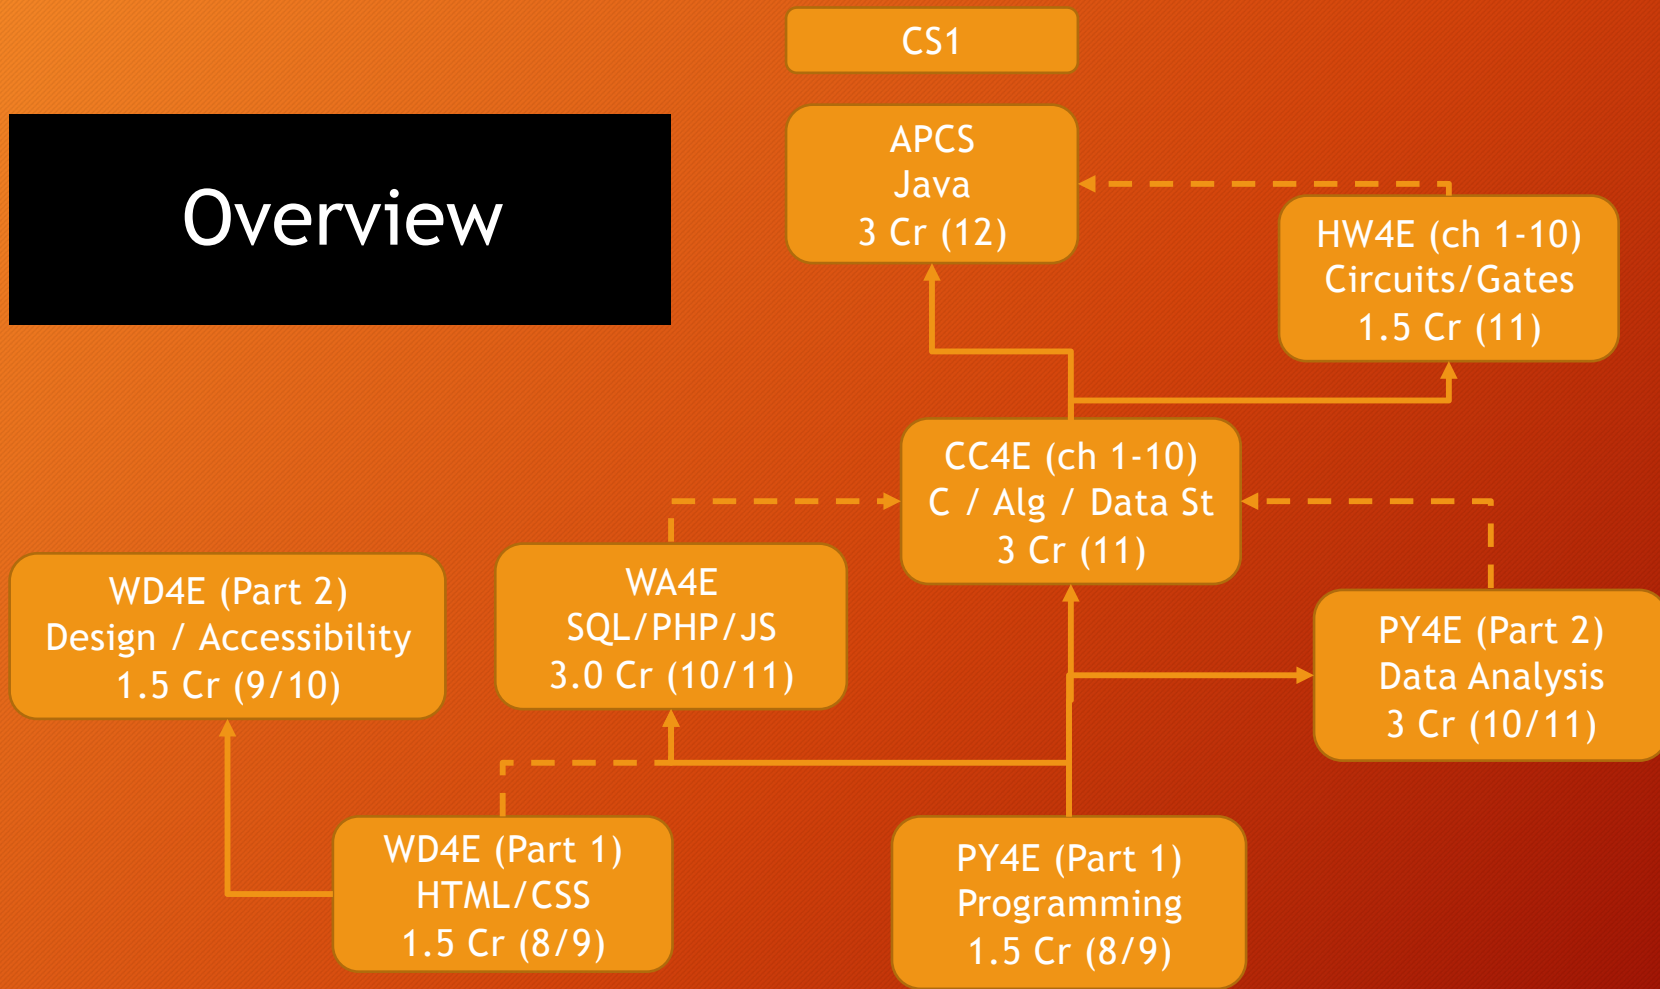 CS1
Overview
APCS
Java
3 Cr (12)
HW4E (ch 1-10)
Circuits/Gates
1.5 Cr (11)
CC4E (ch 1-10)
C / Alg / Data St
3 Cr (11)
WD4E (Part 2)
Design / Accessibility
1.5 Cr (9/10)
WA4E
SQL/PHP/JS
3.0 Cr (10/11)
PY4E (Part 2)
Data Analysis
3 Cr (10/11)
WD4E (Part 1)
HTML/CSS
1.5 Cr (8/9)
PY4E (Part 1)
Programming
1.5 Cr (8/9)